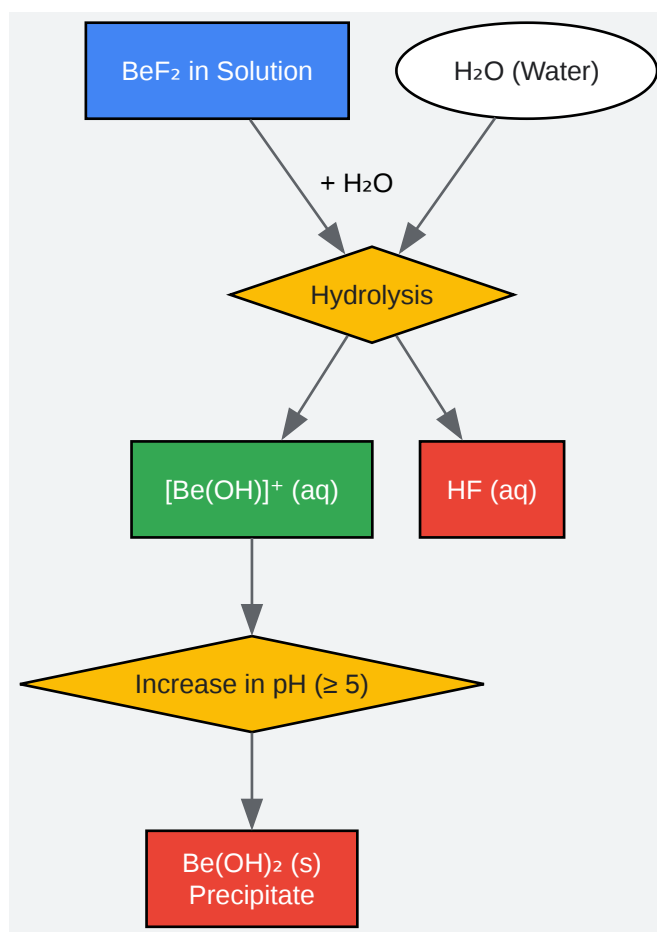 BeF₂ in Solution
H₂O (Water)
+ H₂O
Hydrolysis
[Be(OH)]⁺ (aq)
HF (aq)
Increase in pH (≥ 5)
Be(OH)₂ (s)
Precipitate